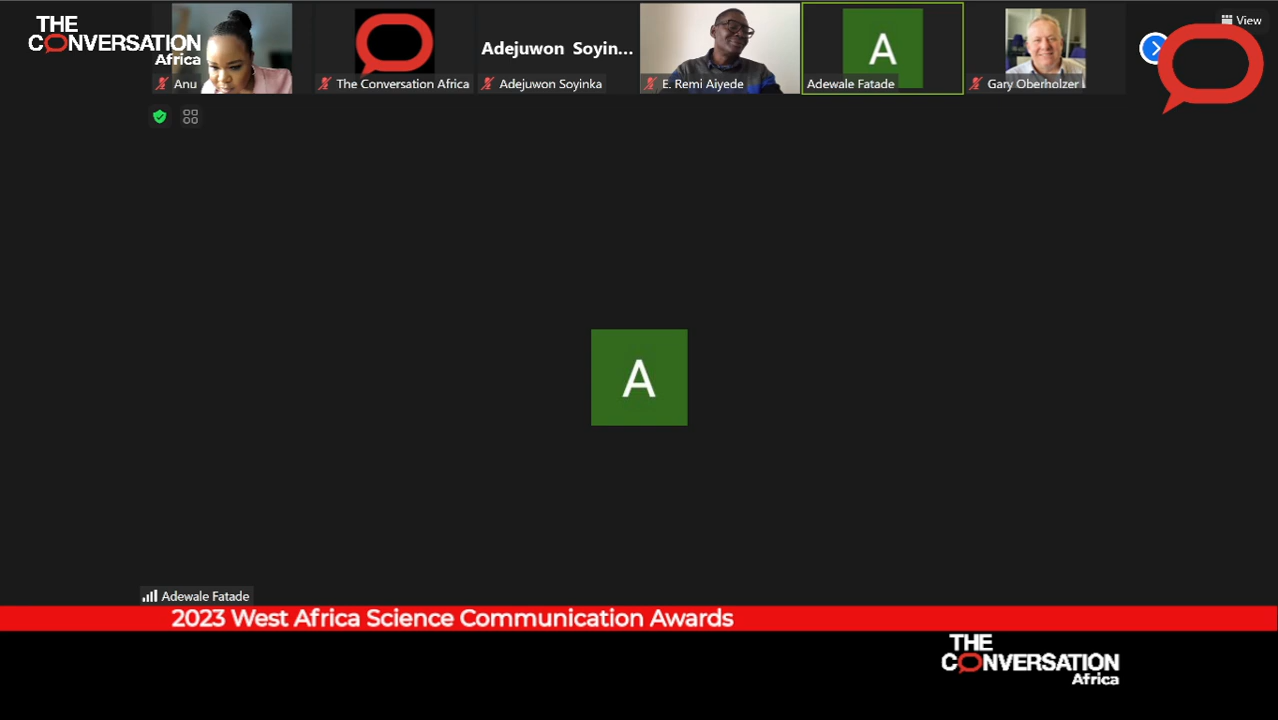 THE
CONVERSATION
Africa
Adejuwon Soyin...
A
View
Anu
The Conversation Africa
Adejuwon Soyinka
E. Remi Aiyede
Adewale Fatade
Gary Oberholzer
A
Adewale Fatade
2023 West Africa Science Communication Awards
THE
CONVERSATION
Africa